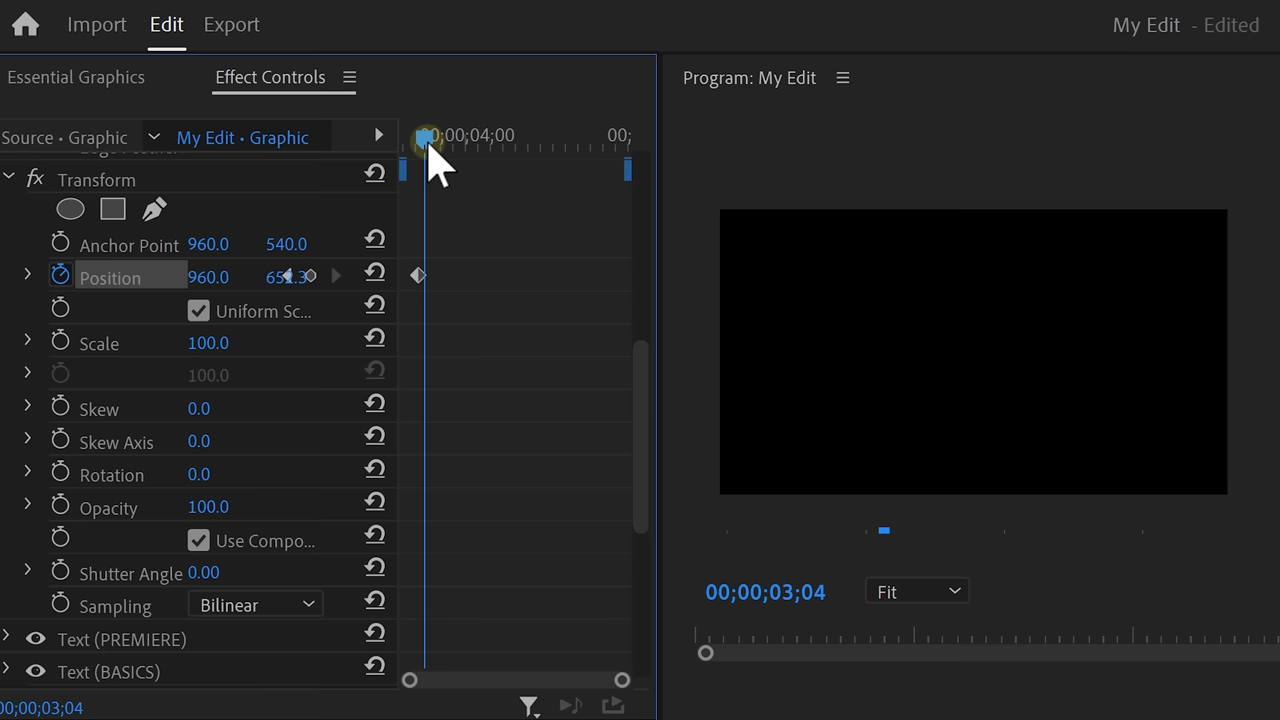 Import Edit Export
My Edit - Edited
Essential Graphics Effect Controls
Program: My Edit
Source • Graphic My Edit • Graphic
00;00;04;00 00;
fx Transform
Anchor Point 960.0 540.0
Position 960.0
Uniform Sc...
Scale 100.0
100.0
Skew 0.0
Skew Axis 0.0
Rotation 0.0
Opacity 100.0
Use Compo...
Shutter Angle 0.00
Sampling Bilinear
Text (PREMIERE)
Text (BASICS)
00;00;03;04
00;00;03;04 Fit